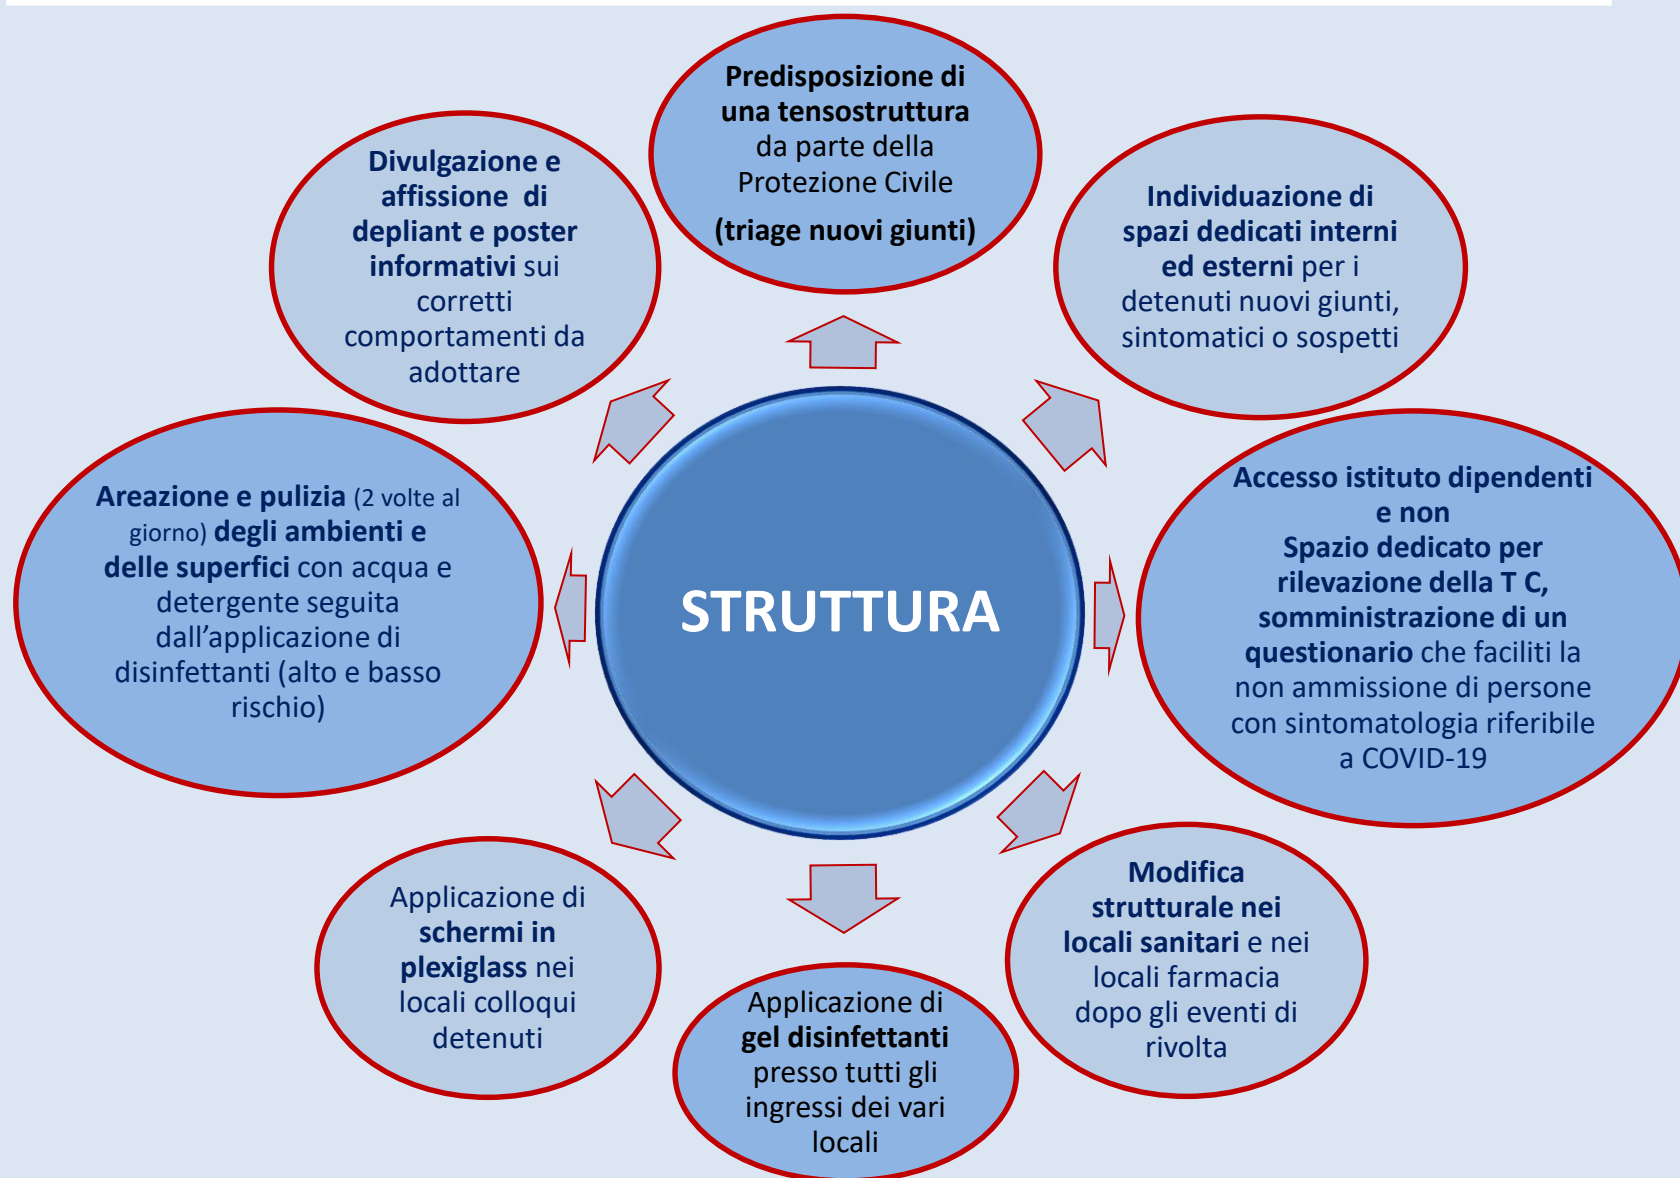 Predisposizione di
una tensostruttura
da parte della
Protezione Civile
(triage nuovi giunti)
Individuazione di
spazi dedicati interni
ed esterni per i
detenuti nuovi giunti,
sintomatici o sospetti
Accesso istituto dipendenti
e non
Spazio dedicato per
rilevazione della T C,
somministrazione di un
questionario che faciliti la
non ammissione di persone
con sintomatologia riferibile
a COVID-19
Modifica
strutturale nei
locali sanitari e nei
locali farmacia
dopo gli eventi di
rivolta
Applicazione di
gel disinfettanti
presso tutti gli
ingressi dei vari
locali
Applicazione di
schermi in
plexiglass nei
locali colloqui
detenuti
Areazione e pulizia (2 volte al
giorno) degli ambienti e
delle superfici con acqua e
detergente seguita
dall'applicazione di
disinfettanti (alto e basso
rischio)
Divulgazione e
affissione di
depliant e poster
informativi sui
corretti
comportamenti da
adottare
STRUTTURA